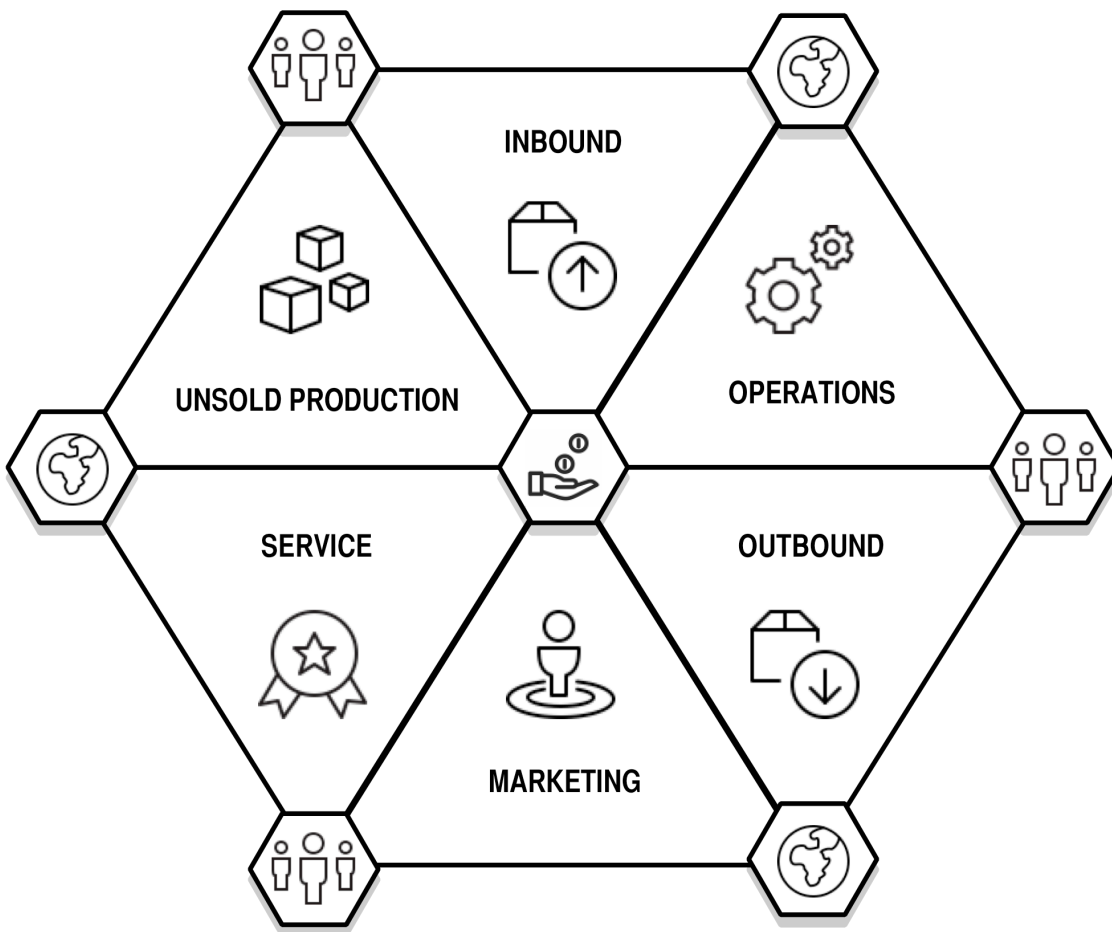 INBOUND
UNSOLD PRODUCTION
OPERATIONS
SERVICE
OUTBOUND
MARKETING